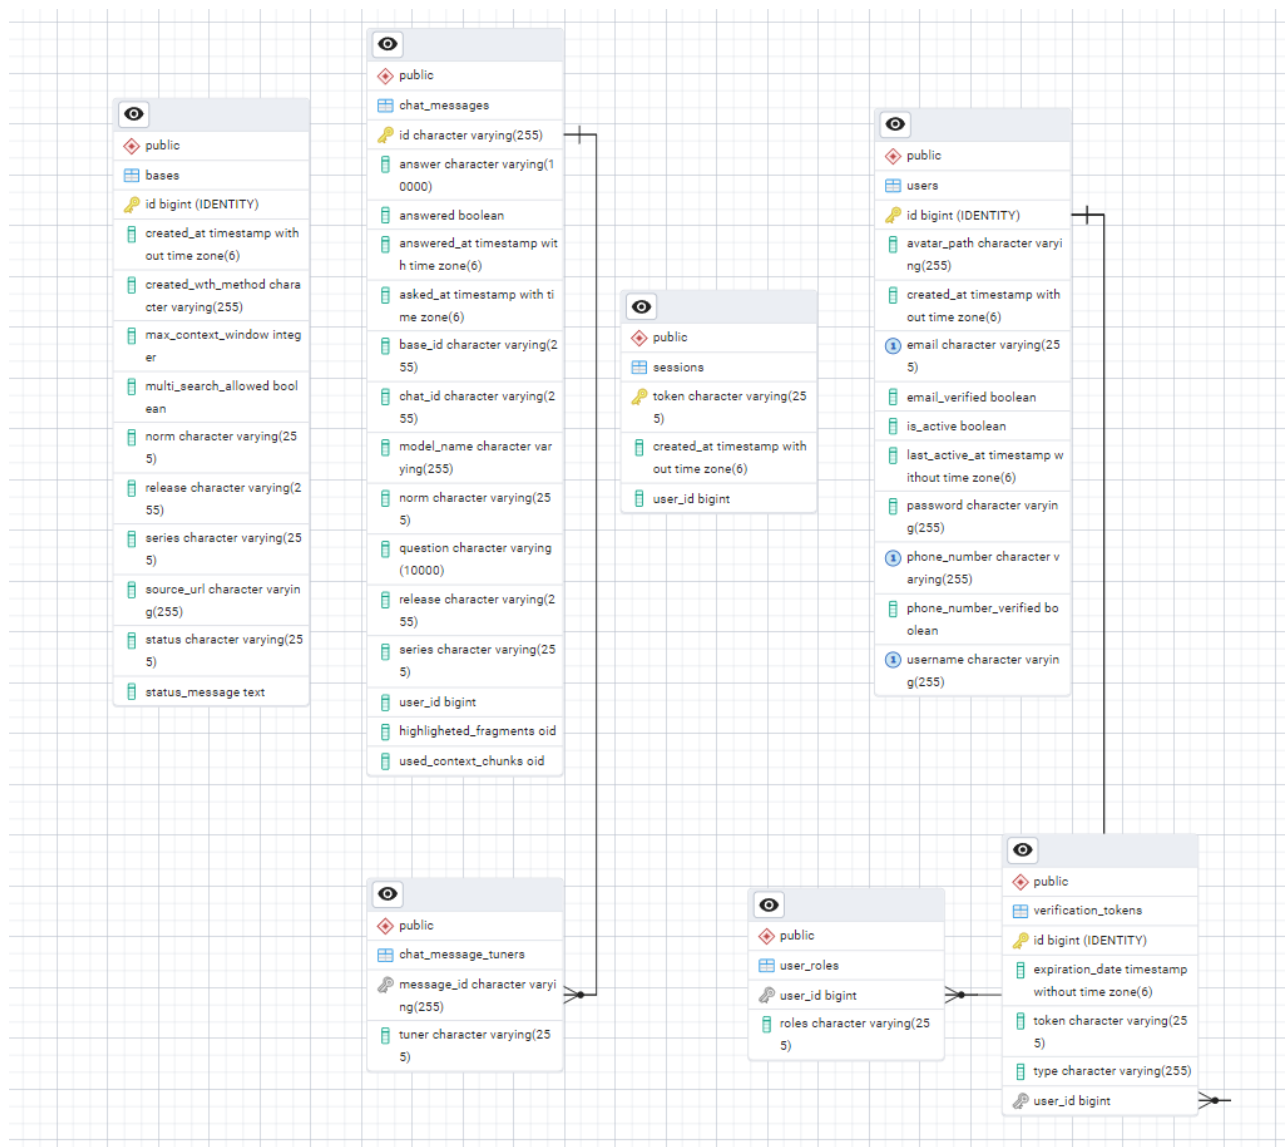 public
bases
id bigint (IDENTITY)
created_at timestamp with
out time zone(6)
created_wth_method chara
cter varying(255)
max_context_window integ
er
multi_search_allowed bool
ean
norm character varying(25
5)
release character varying(2
55)
series character varying(25
5)
source_url character varyin
g(255)
status character varying(25
5)
status_message text
public
chat_messages
id character varying(255)
answer character varying(1
0000)
answered boolean
answered_at timestamp wit
h time zone(6)
asked_at timestamp with ti
me zone(6)
base_id character varying(2
55)
chat_id character varying(2
55)
model_name character var
ying(255)
norm character varying(25
5)
question character varying
(10000)
release character varying(2
55)
series character varying(25
5)
user_id bigint
highligheted_fragments oid
used_context_chunks oid
public
sessions
token character varying(25
5)
created_at timestamp with
out time zone(6)
user_id bigint
public
users
id bigint (IDENTITY)
avatar_path character varyi
ng(255)
created_at timestamp with
out time zone(6)
1 email character varying(25
5)
email_verified boolean
is_active boolean
last_active_at timestamp w
ithout time zone(6)
password character varyin
g(255)
1 phone_number character v
arying(255)
phone_number_verified bo
olean
1 username character varyin
g(255)
public
chat_message_tuners
message_id character varyi
ng(255)
tuner character varying(25
5)
public
user_roles
user_id bigint
roles character varying(25
5)
public
verification_tokens
id bigint (IDENTITY)
expiration_date timestamp
without time zone(6)
token character varying(25
5)
type character varying(255)
user_id bigint